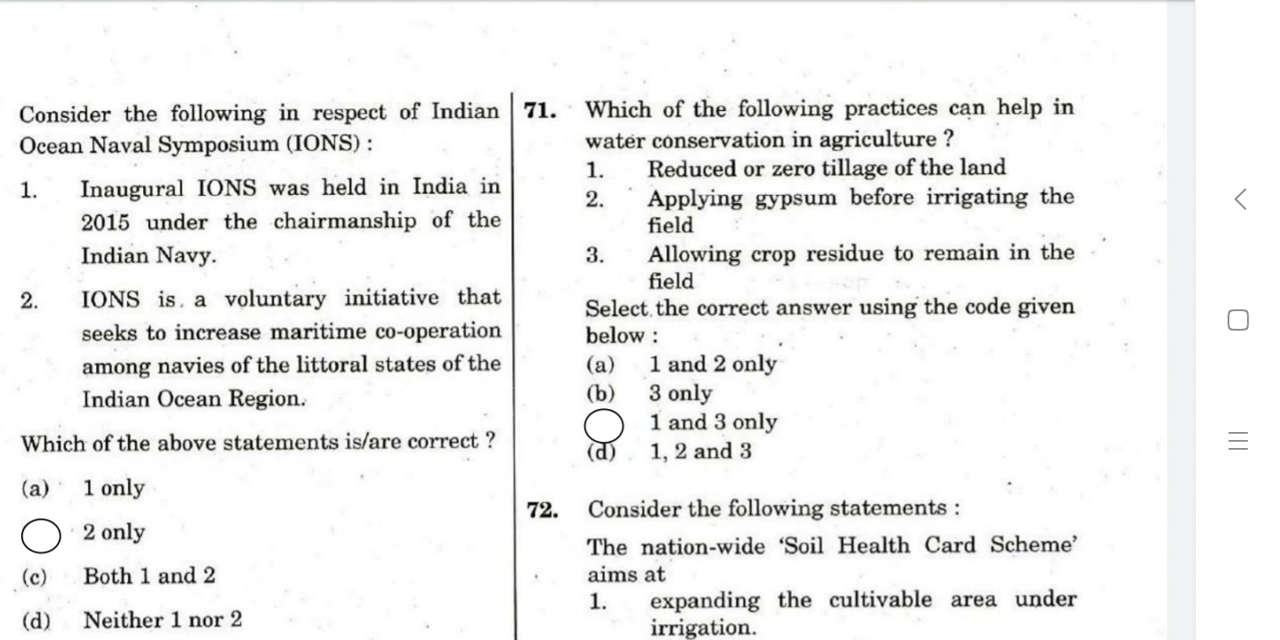 Consider the following in respect of Indian
Ocean Naval Symposium (IONS) :
1. Inaugural IONS was held in India in
2015 under the chairmanship of the
Indian Navy.
2. IONS is a voluntary initiative that
seeks to increase maritime co-operation
among navies of the littoral states of the
Indian Ocean Region.
Which of the above statements is/are correct ?
(a) 1 only
2 only
(c) Both 1 and 2
(d) Neither 1 nor 2
71. Which of the following practices can help in
water conservation in agriculture ?
1. Reduced or zero tillage of the land
2. Applying gypsum before irrigating the
field
3. Allowing crop residue to remain in the
field
Select the correct answer using the code given
below :
(a) 1 and 2 only
(b) 3 only
1 and 3 only
(d) 1, 2 and 3
72. Consider the following statements :
The nation-wide ‘Soil Health Card Scheme’
aims at
1. expanding the cultivable area under
irrigation.